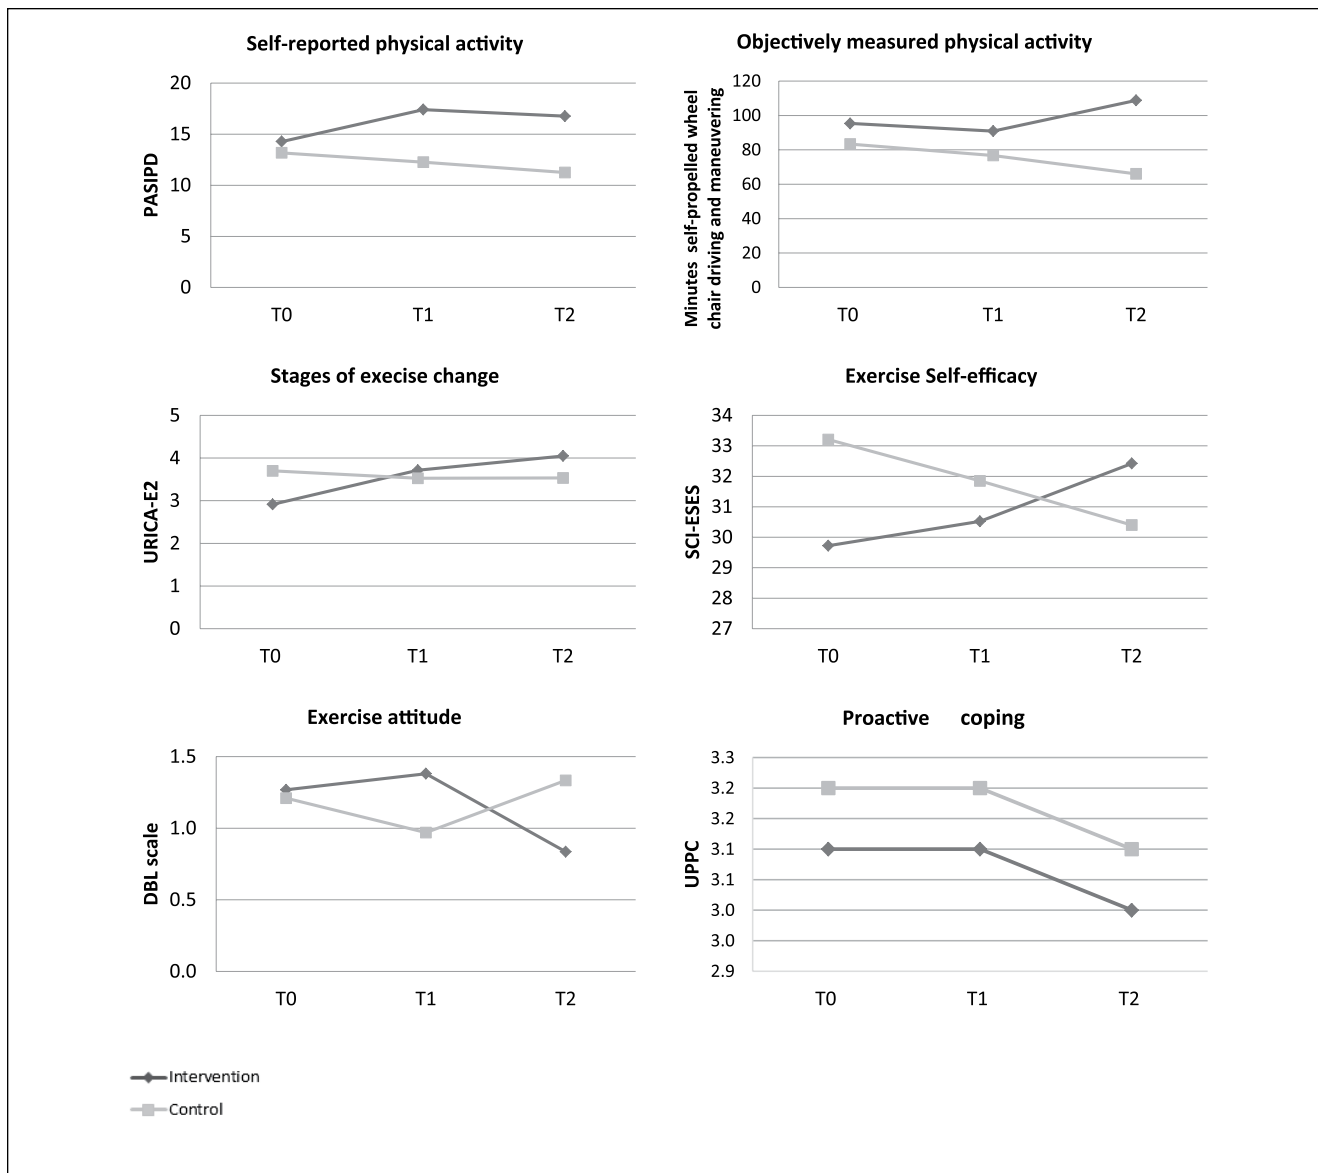 Self-reported physical activity
PASIPD
20
15
10
5
0
T0 T1 T2
Objectively measured physical activity
Minutes self-propelled wheel
chair driving and maneuvering
120
100
80
60
40
20
0
T0 T1 T2
Stages of execise change
URICA-E2
5
4
3
2
1
0
T0 T1 T2
Exercise Self-efficacy
SCI-ESES
34
33
32
31
30
29
28
27
T0 T1 T2
Exercise attitude
DBL scale
1.5
1.0
0.5
0.0
T0 T1 T2
Proactive coping
UPPC
3.3
3.2
3.2
3.1
3.1
3.0
3.0
2.9
T0 T1 T2
Intervention
Control